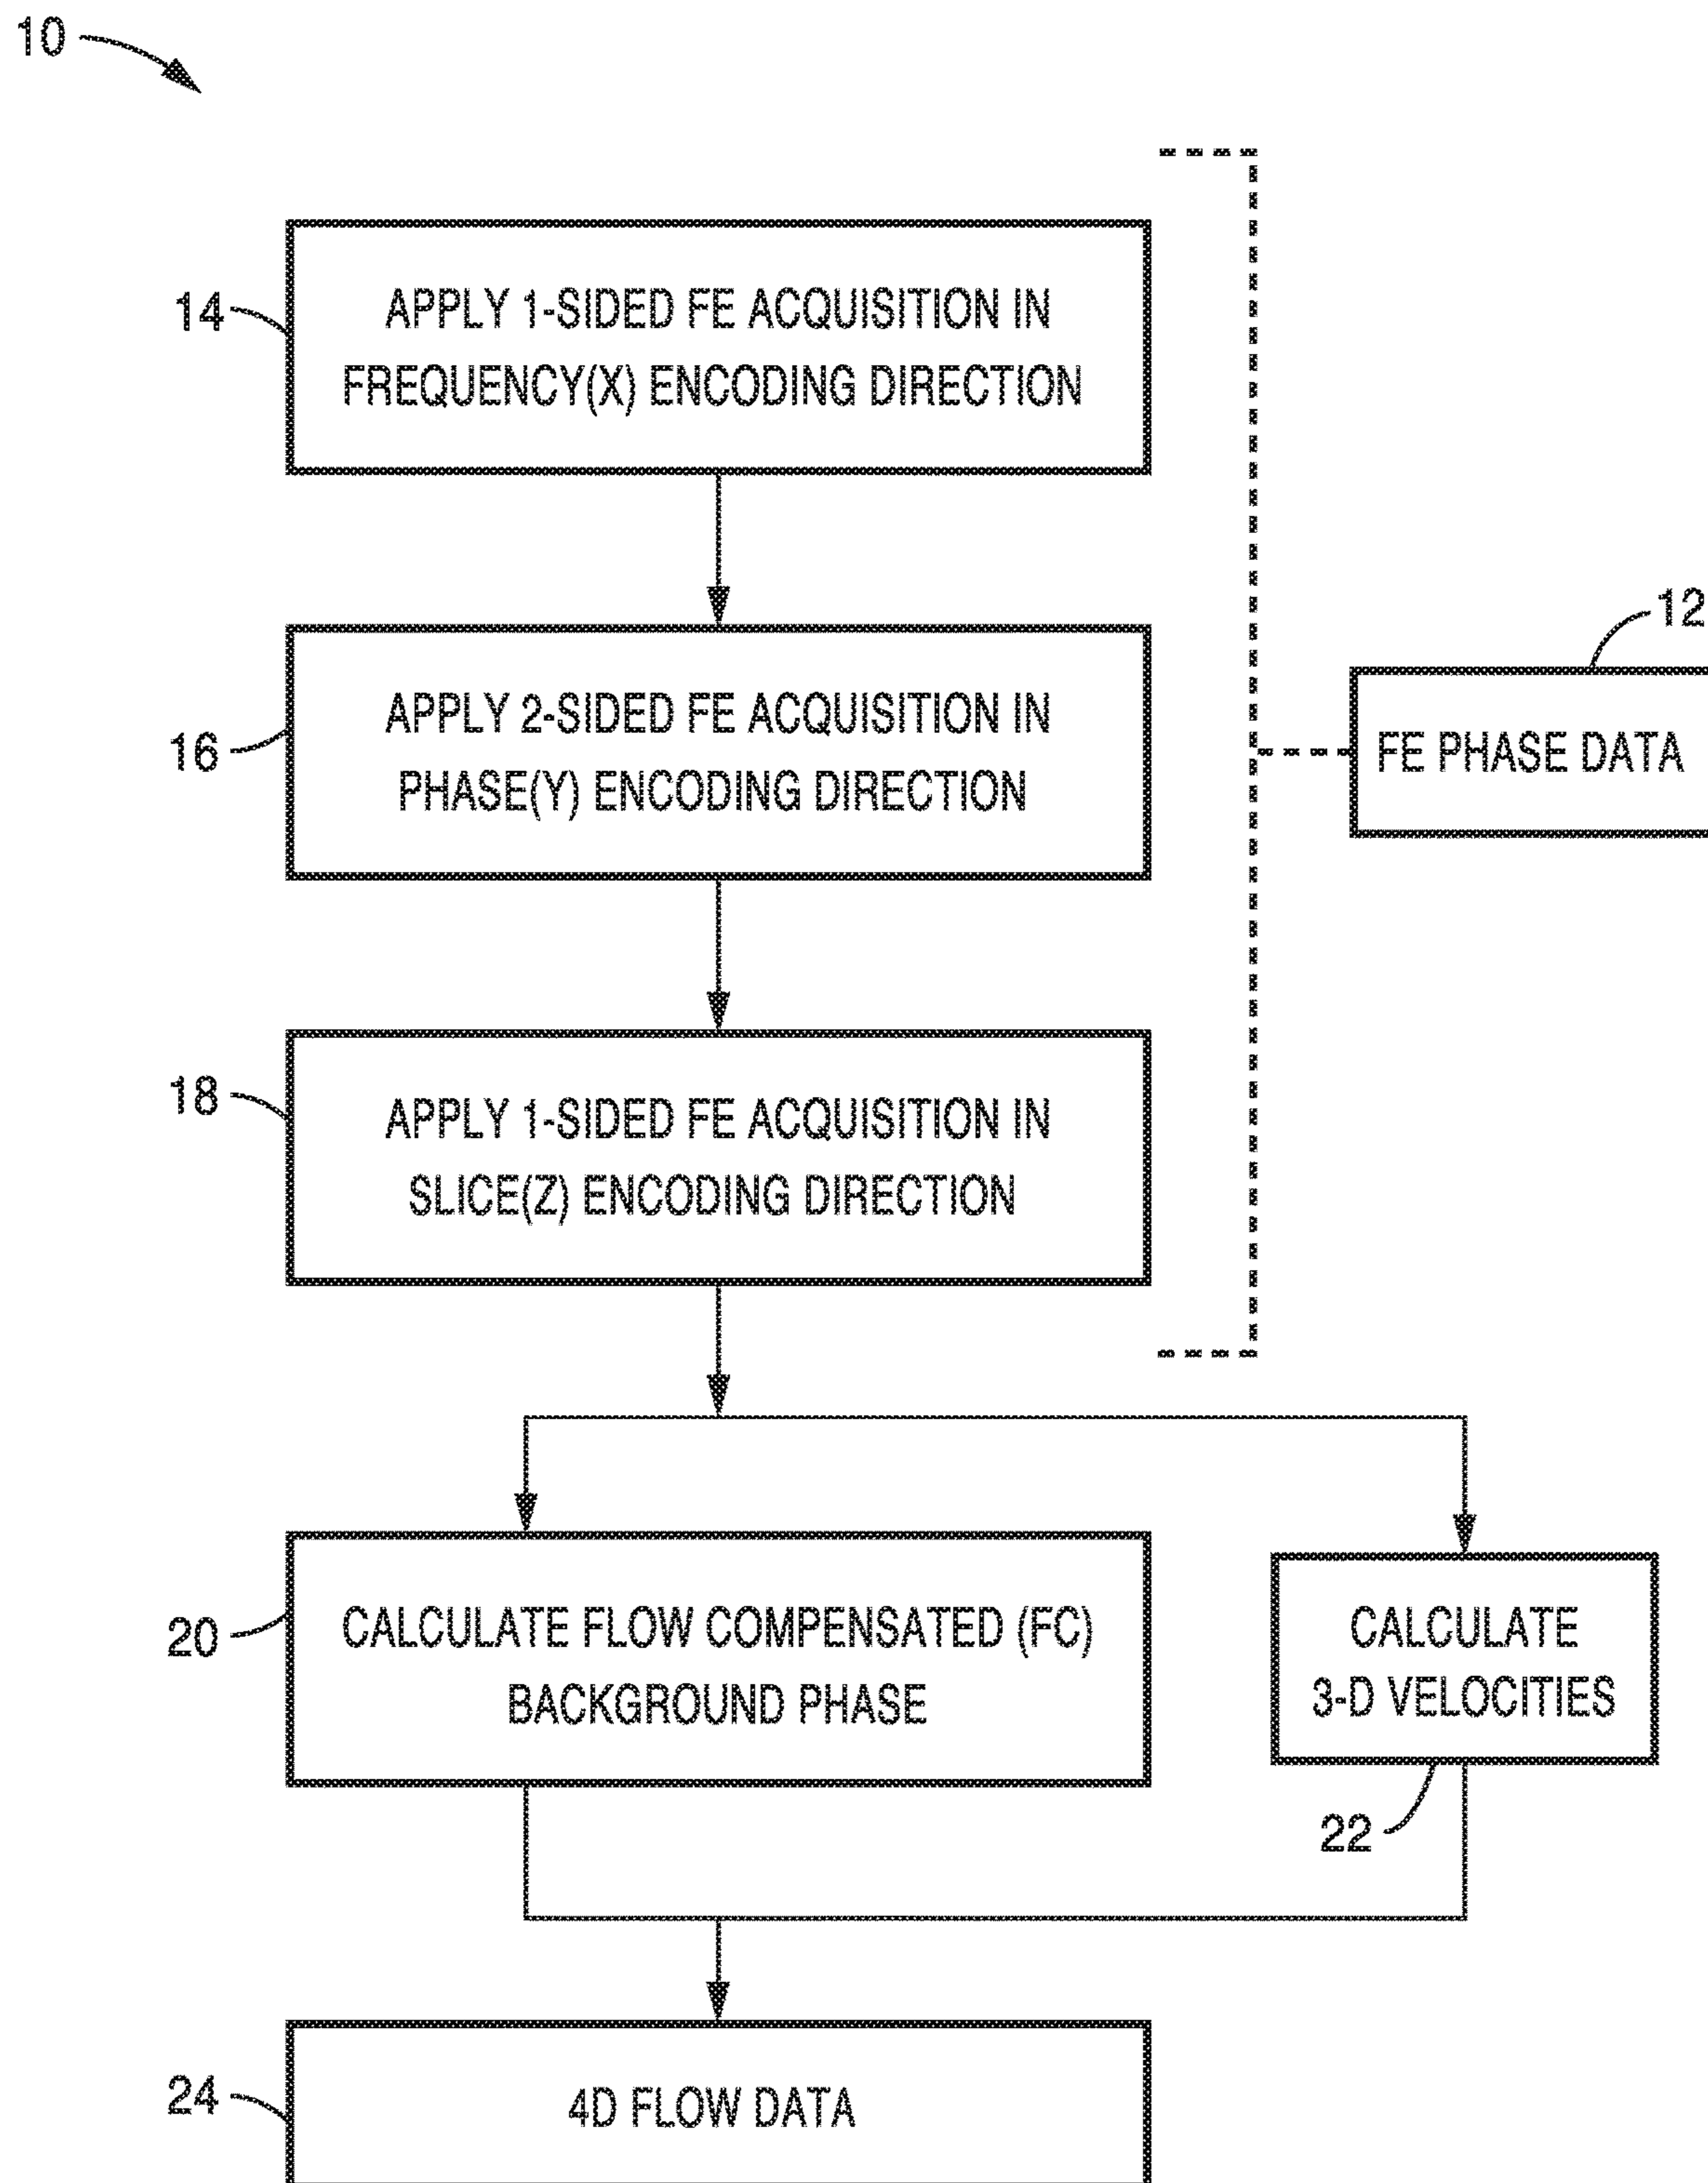 10
14
APPLY 1-SIDED FE ACQUISITION IN
FREQUENCY(X) ENCODING DIRECTION
12
FE PHASE DATA
16
APPLY 2-SIDED FE ACQUISITION IN
PHASE(Y) ENCODING DIRECTION
18
APPLY 1-SIDED FE ACQUISITION IN
SLICE(Z) ENCODING DIRECTION
20
CALCULATE FLOW COMPENSATED (FC)
BACKGROUND PHASE
CALCULATE
3-D VELOCITIES
22
24
4D FLOW DATA